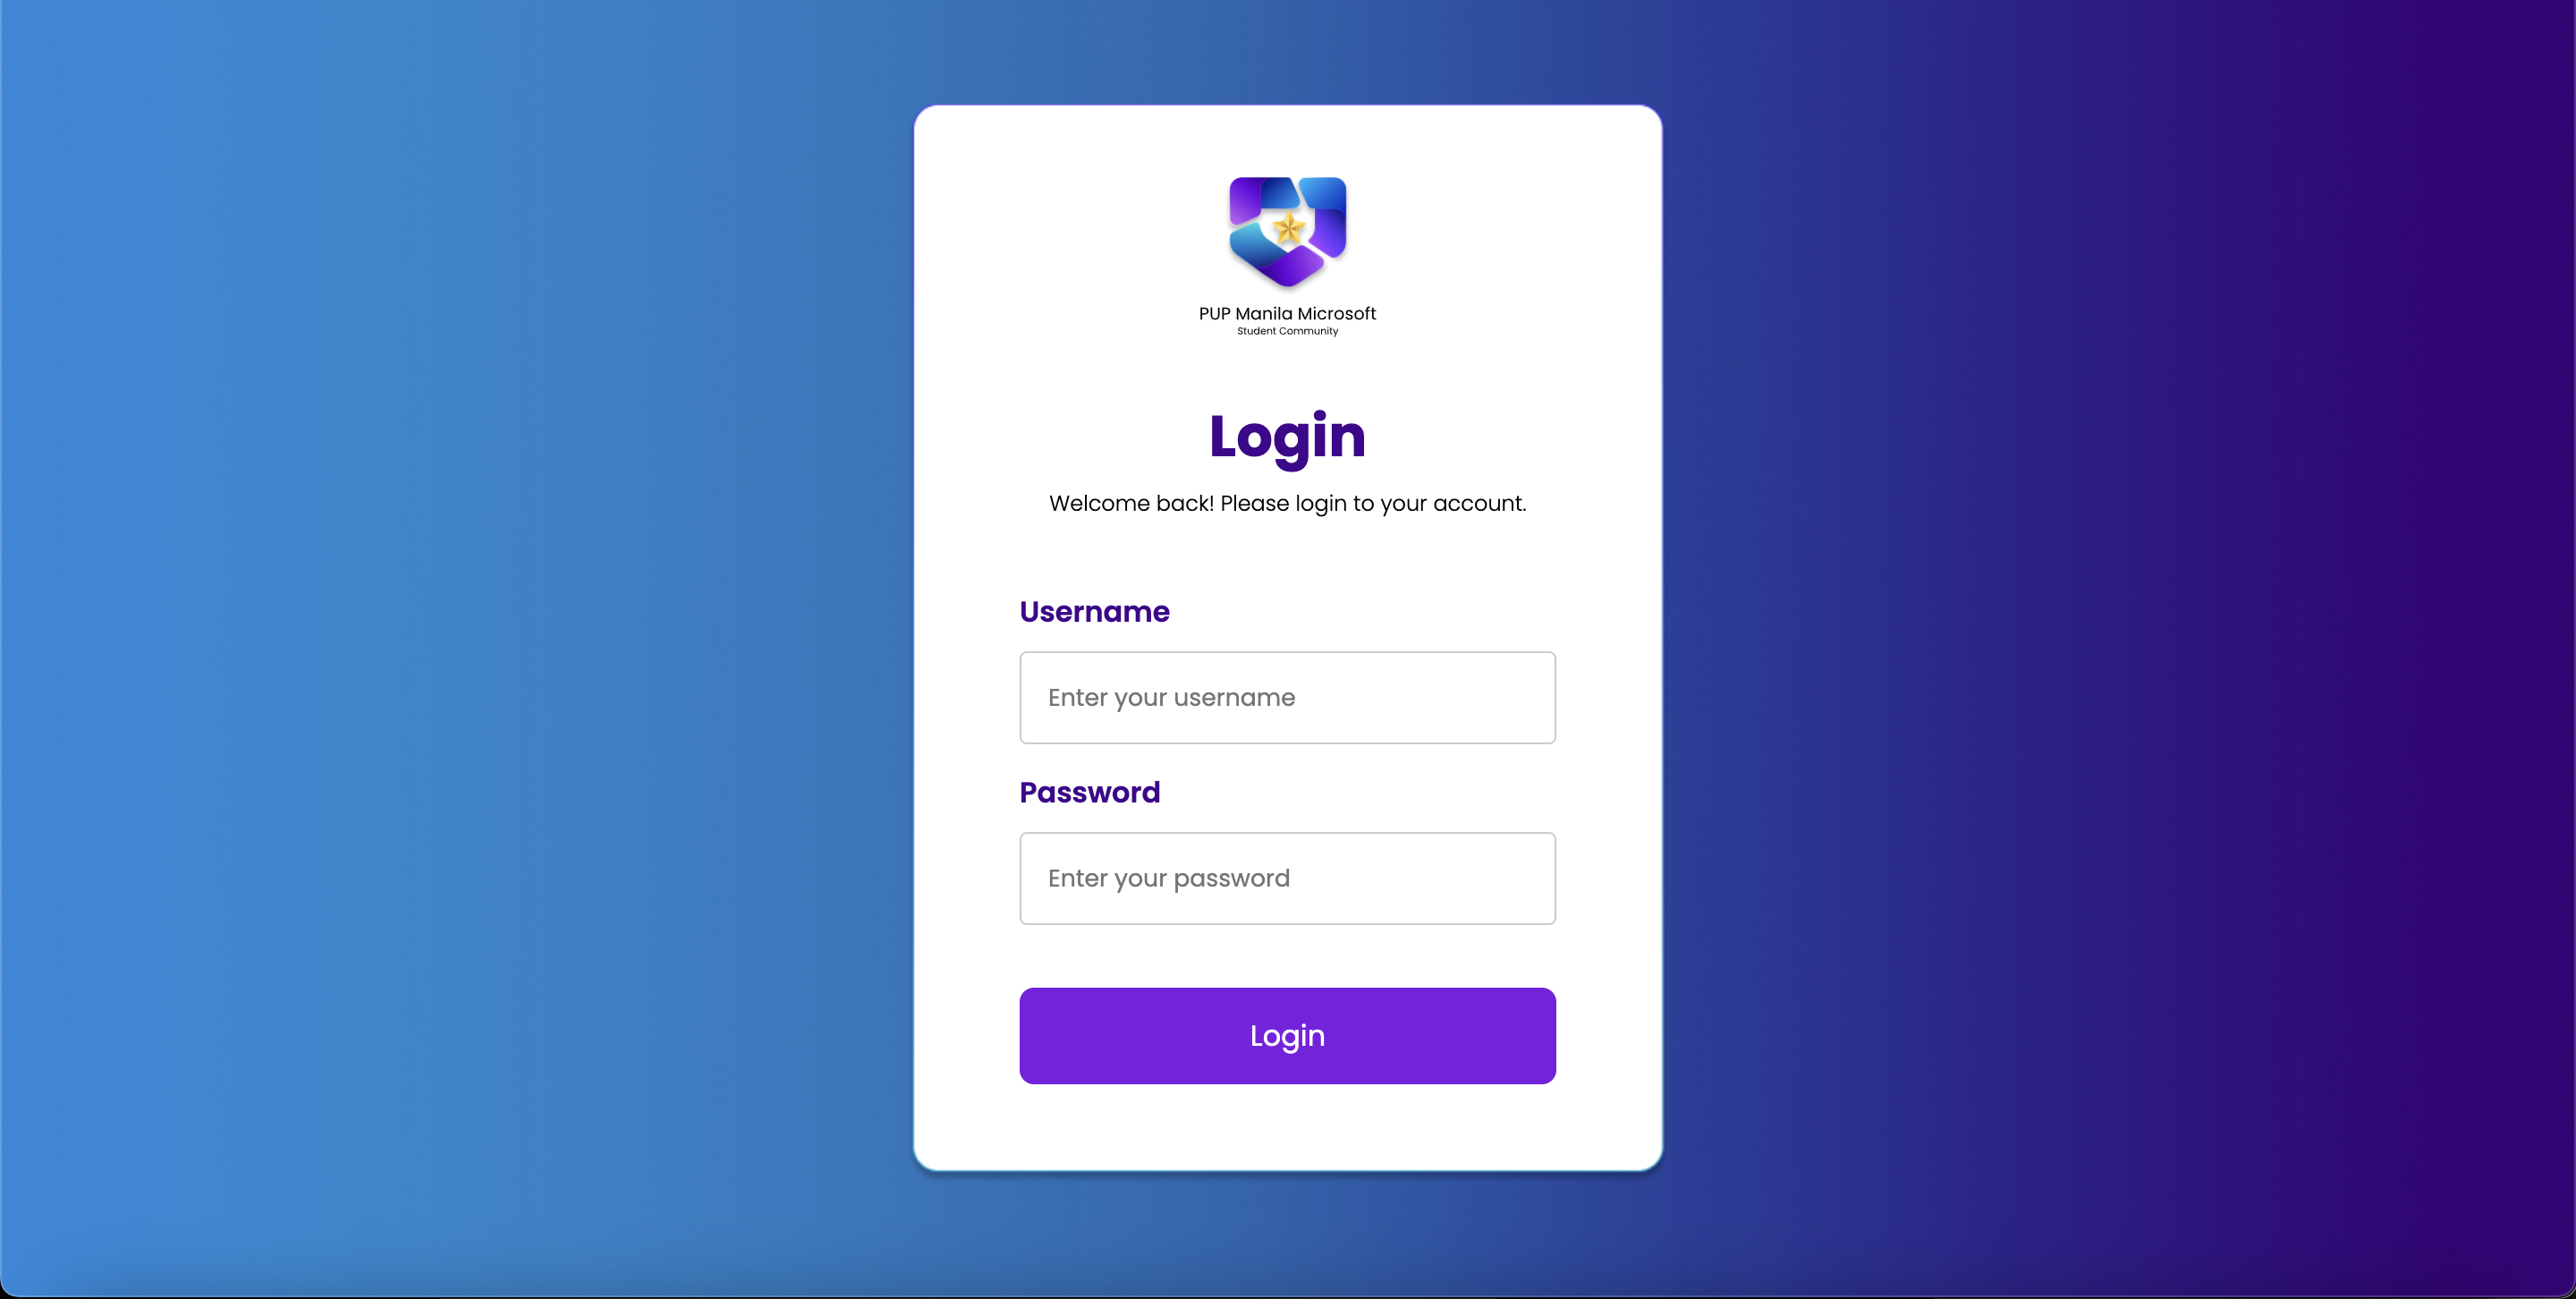 PUP Manila Microsoft
Student Community
Login
Welcome back! Please login to your account.
Username
Enter your username
Password
Enter your password
Login